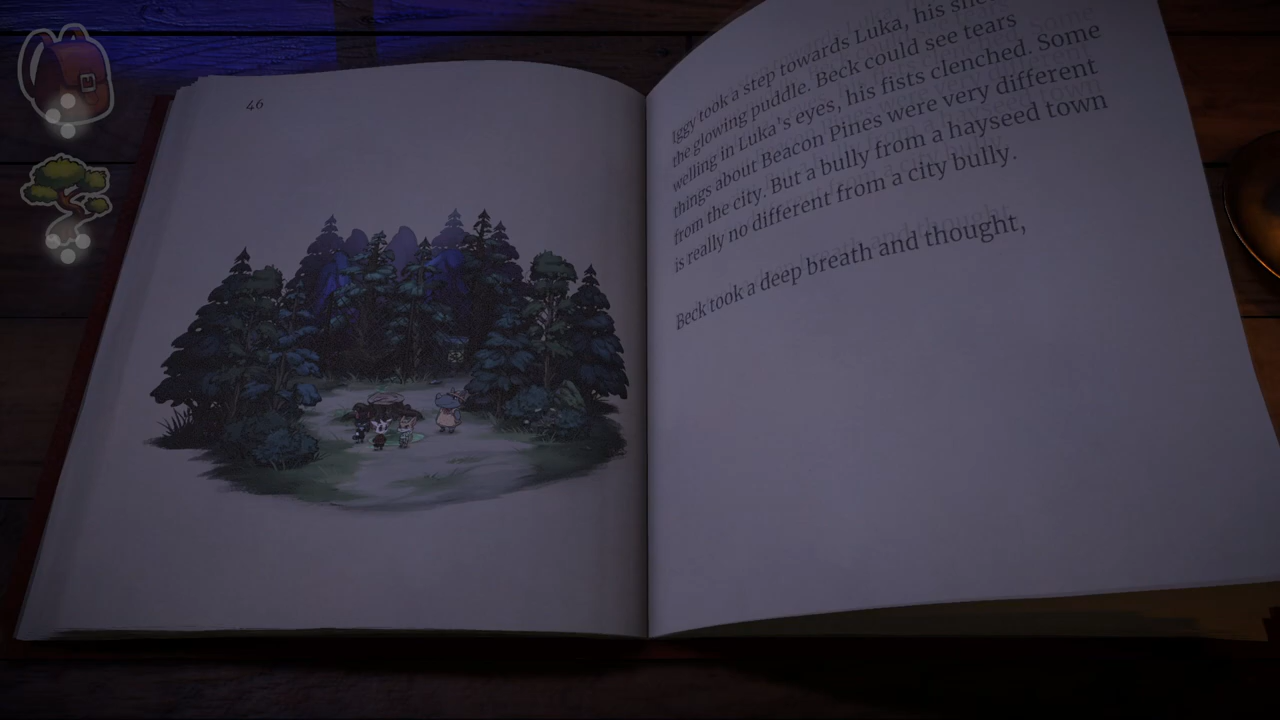 46
Iggy took a step towards Luka, his
the glowing puddle. Beck could see tears
welling in Luka's eyes, his fists clenched. Some
things about Beacon Pines were very different
from the city. But a bully from a hayseed town
is really no different from a city bully.
Beck took a deep breath and thought,